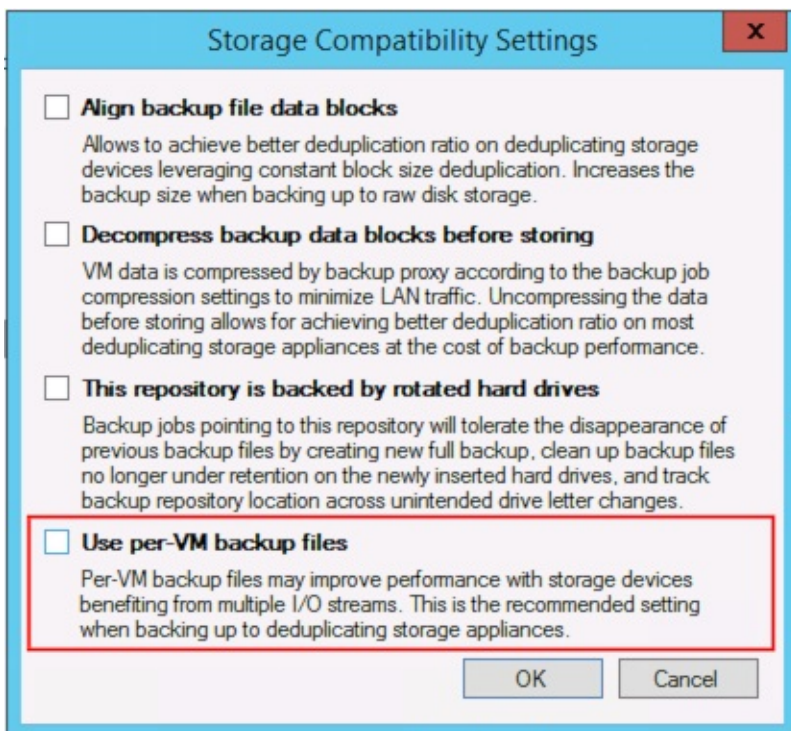 Storage Compatibility Settings
x
Align backup file data blocks
Allows to achieve better deduplication ratio on deduplicating storage
devices leveraging constant block size deduplication. Increases the
backup size when backing up to raw disk storage.
Decompress backup data blocks before storing
VM data is compressed by backup proxy according to the backup job
compression settings to minimize LAN traffic. Uncompressing the data
before storing allows for achieving better deduplication ratio on most
deduplicating storage appliances at the cost of backup performance.
This repository is backed by rotated hard drives
Backup jobs pointing to this repository will tolerate the disappearance of
previous backup files by creating new full backup, clean up backup files
no longer under retention on the newly inserted hard drives, and track
backup repository location across unintended drive letter changes.
Use per-VM backup files
Per-VM backup files may improve performance with storage devices
benefiting from multiple I/O streams. This is the recommended setting
when backing up to deduplicating storage appliances.
OK
Cancel